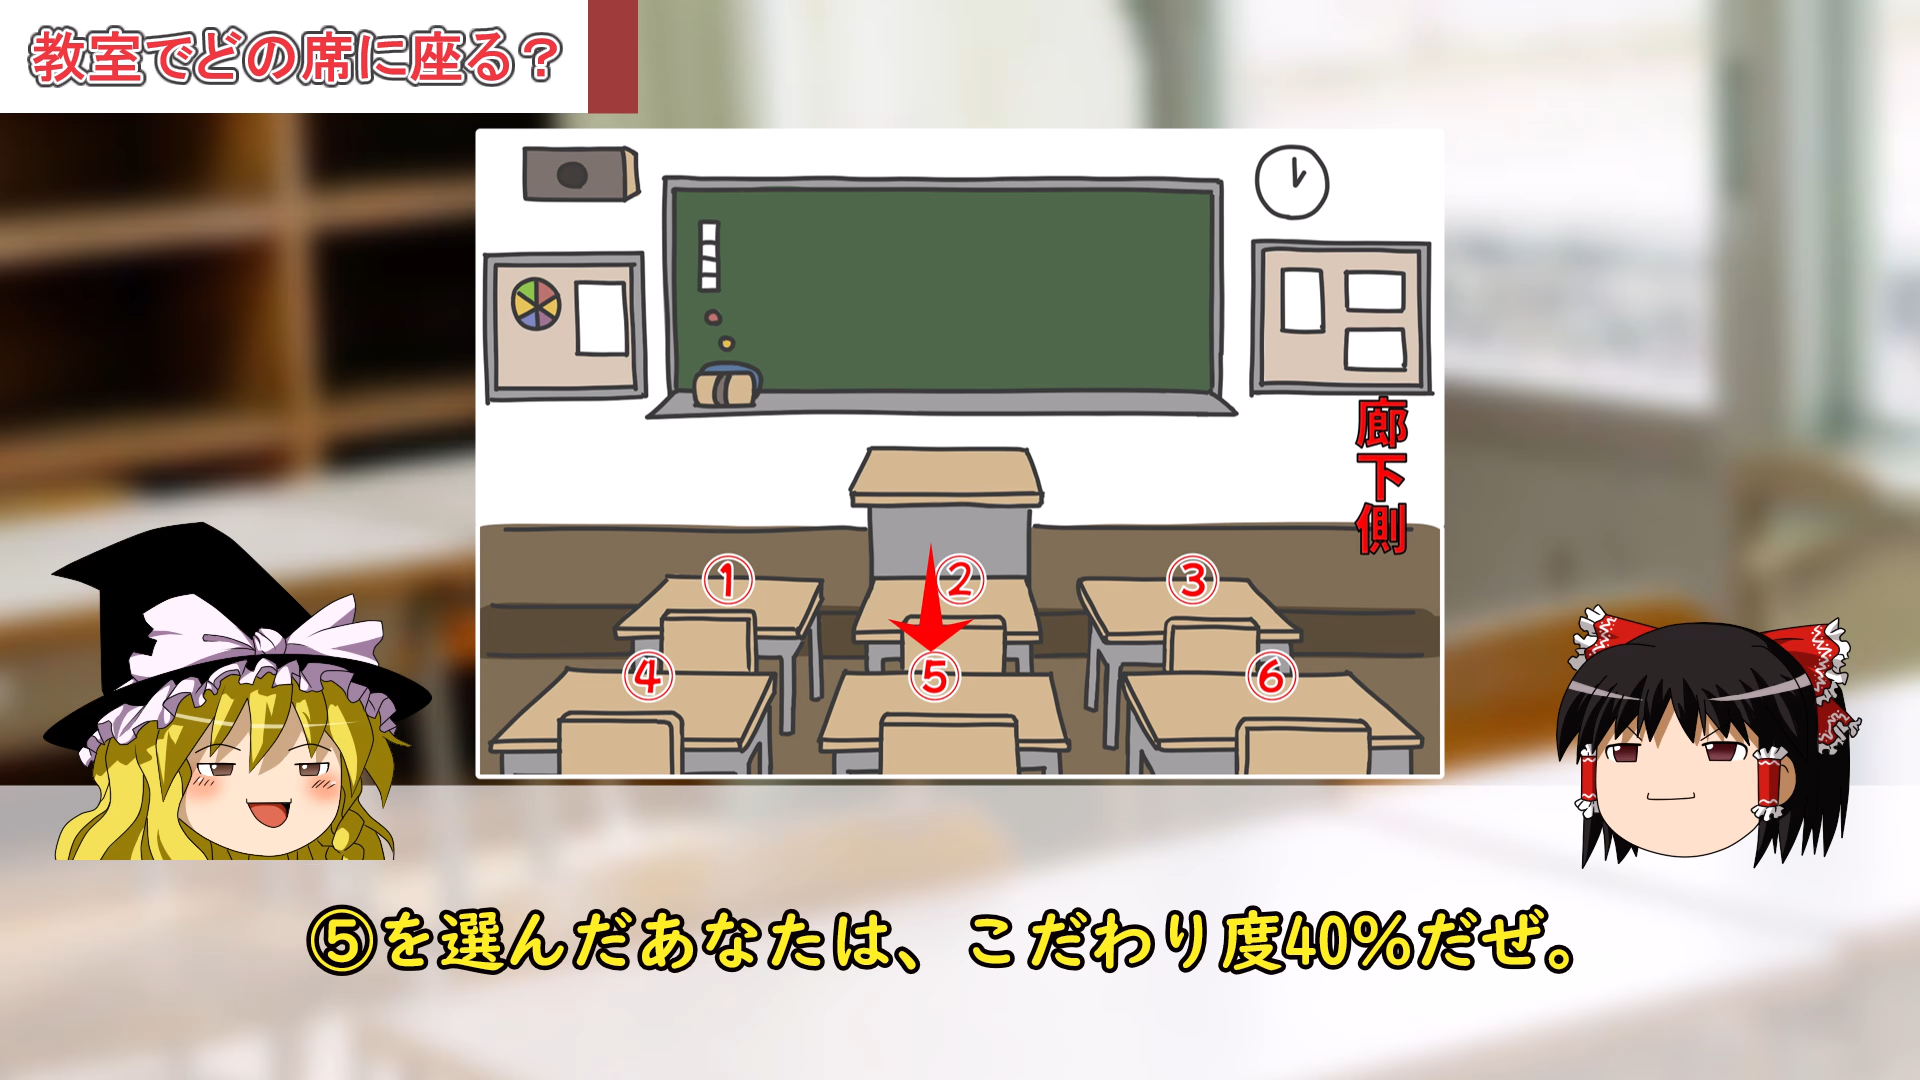 教室でどの席に座る？
廊下側
①
②
③
④
⑤
⑥
⑤を選んだあなたは、こだわり度40％だぜ。